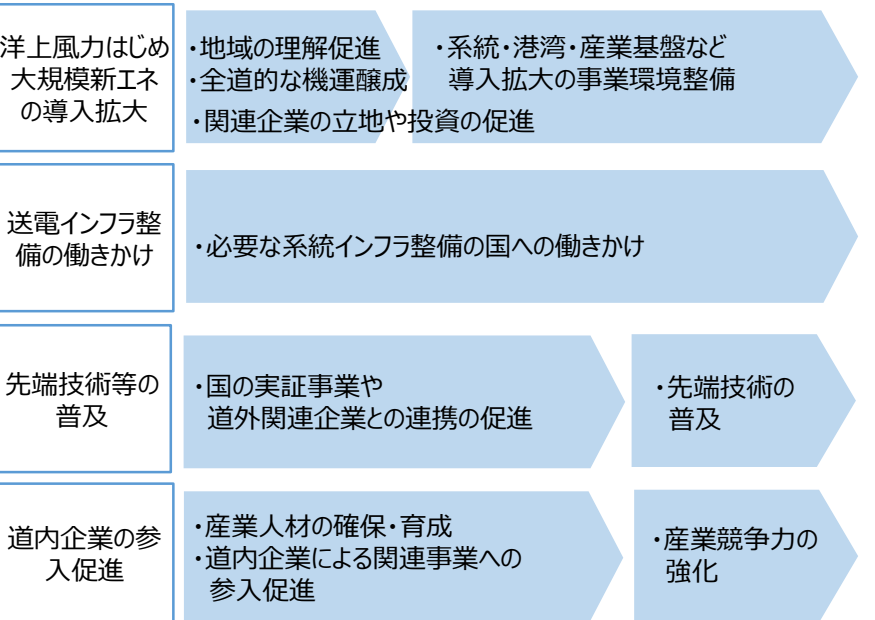 洋上風力はじめ
大規模新エネ
の導入拡大
・地域の理解促進
・全道的な機運醸成
・関連企業の立地や投資の促進
・系統・港湾・産業基盤など
導入拡大の事業環境整備
送電インフラ整
備の働きかけ
・必要な系統インフラ整備の国への働きかけ
先端技術等の
普及
・国の実証事業や
道外関連企業との連携の促進
・先端技術の
普及
道内企業の参
入促進
・産業人材の確保・育成
・道内企業による関連事業への
参入促進
・産業競争力の
強化